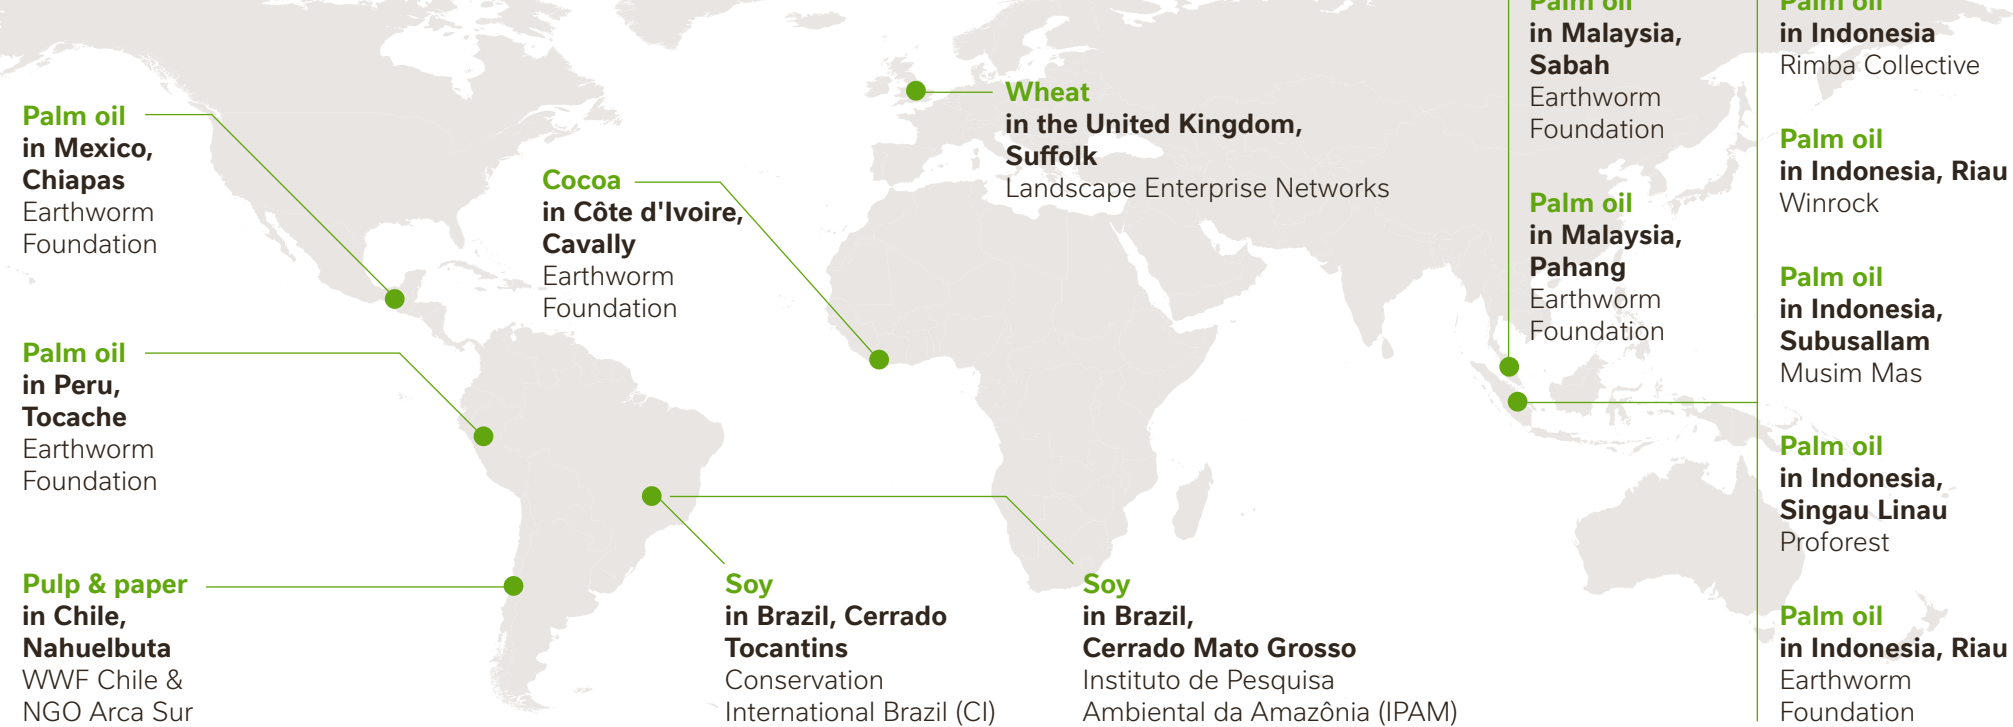 Palm oil
in Mexico,
Chiapas
Earthworm
Foundation
Palm oil
in Peru,
Tocache
Earthworm
Foundation
Pulp & paper
in Chile,
Nahuelbuta
WWF Chile &
NGO Arca Sur
Cocoa
in Côte d'Ivoire,
Cavally
Earthworm
Foundation
Soy
in Brazil, Cerrado
Tocantins
Conservation
International Brazil (CI)
Wheat
in the United Kingdom,
Suffolk
Landscape Enterprise Networks
Soy
in Brazil,
Cerrado Mato Grosso
Instituto de Pesquisa
Ambiental da Amazônia (IPAM)
Palm oil
in Malaysia,
Sabah
Earthworm
Foundation
Palm oil
in Malaysia,
Pahang
Earthworm
Foundation
Palm oil
in Indonesia
Rimba Collective
Palm oil
in Indonesia, Riau
Winrock
Palm oil
in Indonesia,
Subusallam
Musim Mas
Palm oil
in Indonesia,
Singau Linau
Proforest
Palm oil
in Indonesia, Riau
Earthworm
Foundation